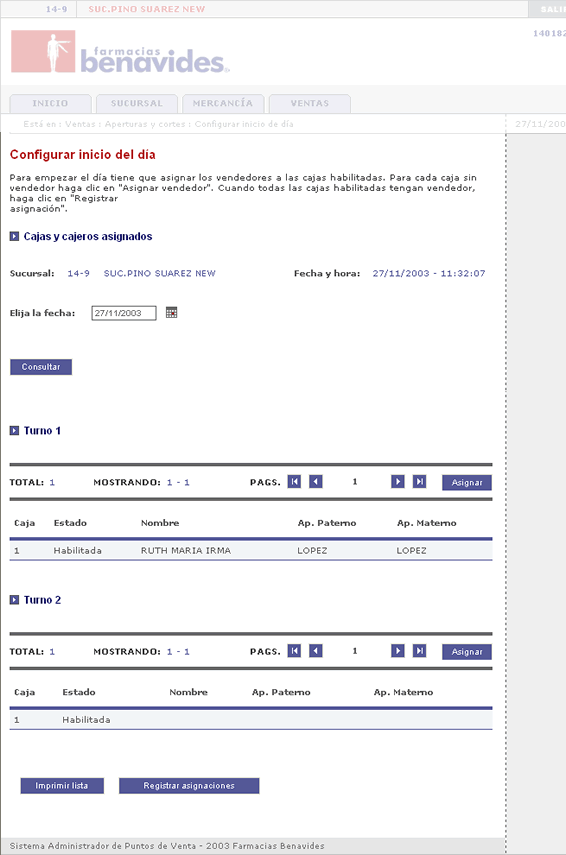 14-9 SUC.PINO SUAREZ NEW
140182
farmacias
benavides
INICIO SUCURSAL MERCANCÍA VENTAS
Está en : Ventas : Aperturas y cortes : Configurar inicio de día 27/11/200
Configurar inicio del día
Para empezar el día tiene que asignar los vendedores a las cajas habilitadas. Para cada caja sin
vendedor haga clic en "Asignar vendedor". Cuando todas las cajas habilitadas tengan vendedor,
haga clic en "Registrar
asignación".
Cajas y cajeros asignados
Sucursal: 14-9 SUC.PINO SUAREZ NEW Fecha y hora: 27/11/2003 - 11:32:07
Elija la fecha: 27/11/2003
Consultar
Turno 1
TOTAL: 1 MOSTRANDO: 1 - 1 PAGS. 1 Asignar
Caja Estado Nombre Ap. Paterno Ap. Materno
1 Habilitada RUTH MARIA IRMA LOPEZ LOPEZ
Turno 2
TOTAL: 1 MOSTRANDO: 1 - 1 PAGS. 1 Asignar
Caja Estado Nombre Ap. Paterno Ap. Materno
1 Habilitada
Imprimir lista Registrar asignaciones
Sistema Administrador de Puntos de Venta - 2003 Farmacias Benavides